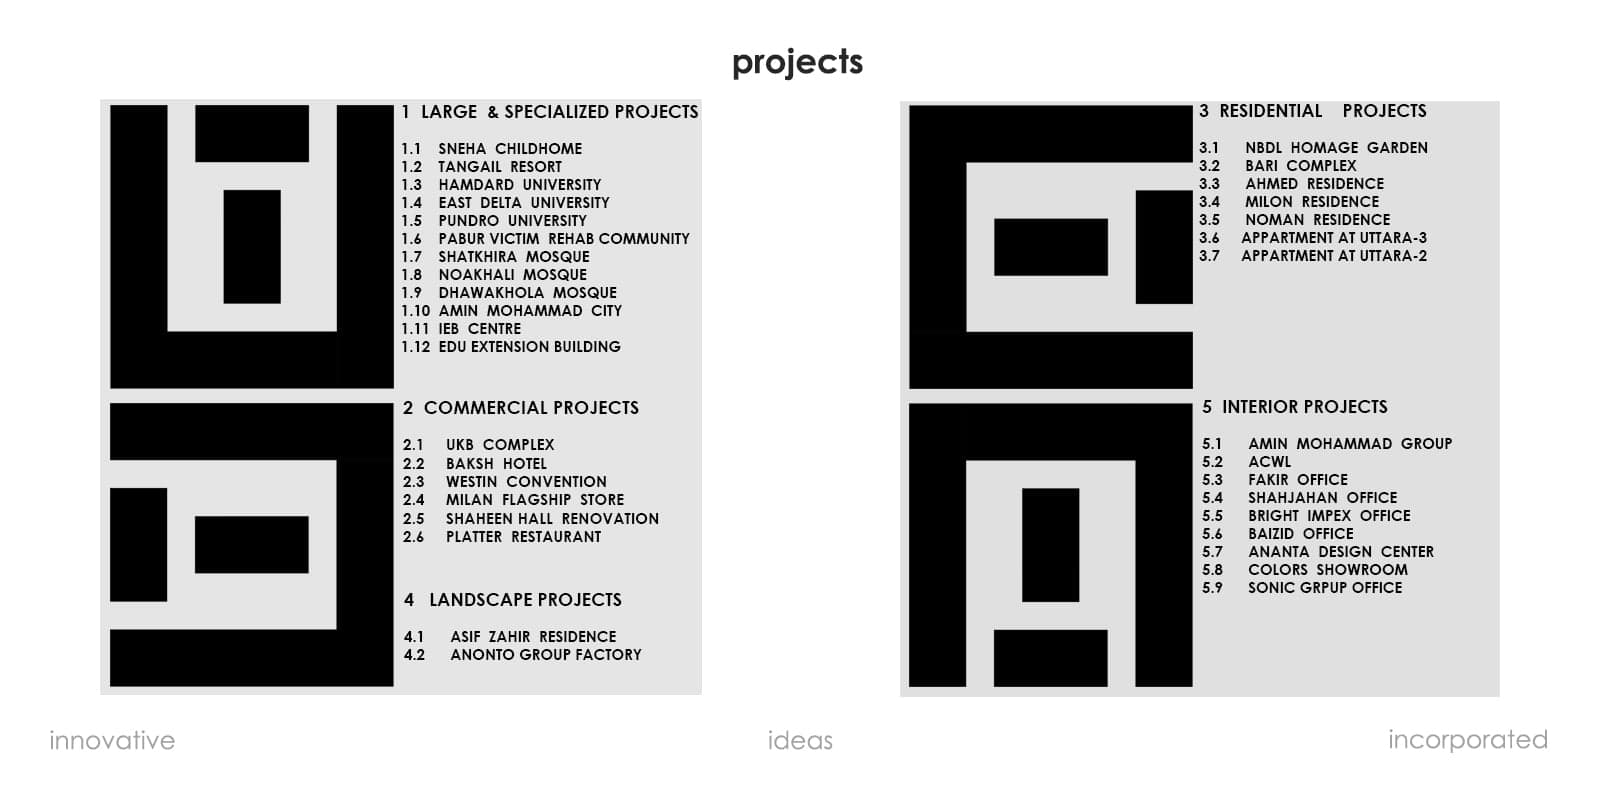 projects
1 LARGE & SPECIALIZED PROJECTS
1.1 SNEHA CHILDHOME
1.2 TANGAIL RESORT
1.3 HAMDARD UNIVERSITY
1.4 EAST DELTA UNIVERSITY
1.5 PUNDRO UNIVERSITY
1.6 PABUR VICTIM REHAB COMMUNITY
1.7 SHATKHIRA MOSQUE
1.8 NOAKHALI MOSQUE
1.9 DHAWAKHOLA MOSQUE
1.10 AMIN MOHAMMAD CITY
1.11 IEB CENTRE
1.12 EDU EXTENSION BUILDING
2 COMMERCIAL PROJECTS
2.1 UKB COMPLEX
2.2 BAKSH HOTEL
2.3 WESTIN CONVENTION
2.4 MILAN FLAGSHIP STORE
2.5 SHAHEEN HALL RENOVATION
2.6 PLATTER RESTAURANT
4 LANDSCAPE PROJECTS
4.1 ASIF ZAHIR RESIDENCE
4.2 ANONTO GROUP FACTORY
3 RESIDENTIAL PROJECTS
3.1 NBDL HOMAGE GARDEN
3.2 BARI COMPLEX
3.3 AHMED RESIDENCE
3.4 MILON RESIDENCE
3.5 NOMAN RESIDENCE
3.6 APPARTMENT AT UTTARA-3
3.7 APPARTMENT AT UTTARA-2
5 INTERIOR PROJECTS
5.1 AMIN MOHAMMAD GROUP
5.2 ACWL
5.3 FAKIR OFFICE
5.4 SHAHJAHAN OFFICE
5.5 BRIGHT IMPEX OFFICE
5.6 BAIZID OFFICE
5.7 ANANTA DESIGN CENTER
5.8 COLORS SHOWROOM
5.9 SONIC GRPUP OFFICE
innovative
ideas
incorporated